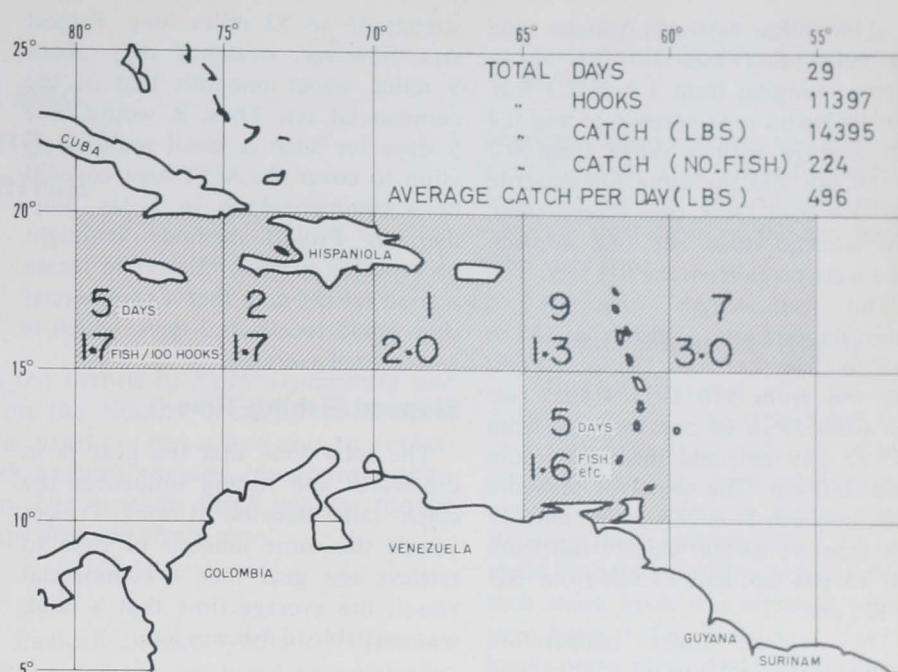 80° 75° 70° 65° 60° 55°
25°
TOTAL DAYS 29
" HOOKS 11397
" CATCH (LBS) 14395
CATCH (NO. FISH) 224
AVERAGE CATCH PER DAY (LBS) 496
CUBA
20°
HISPANIOLA
5 DAYS 2 1 9 7
1·7 FISH/100 HOOKS 1·7 2·0 1·3 3·0
15°
5 DAYS
1·6 FISH etc.
10°
VENEZUELA
COLOMBIA
GUYANA
SURINAM
5°